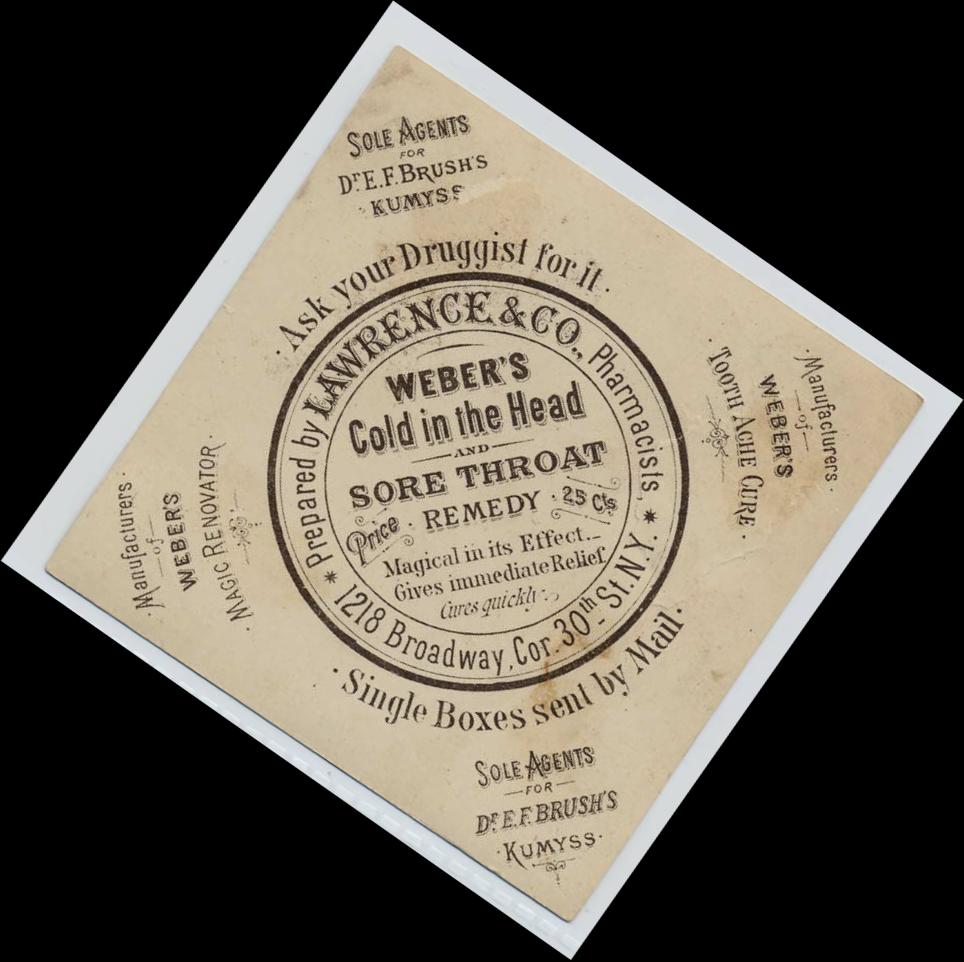 SOLE AGENTS
FOR
Dr. E. F. BRUSH'S
KUMYSS
Ask your Druggist for it.
Prepared by LAWRENCE & CO., Pharmacists,
WEBER'S
Cold in the Head
AND
SORE THROAT
REMEDY
Price 25 Cts
Magical in its Effect.
Gives immediate Relief.
Cures quickly
1218 Broadway, Cor. 30th St. N.Y.
Single Boxes sent by Mail.
Manufacturers
of
WEBER'S
MAGIC RENOVATOR
Manufacturers
of
WEBER'S
TOOTH ACHE CURE
SOLE AGENTS
FOR
Dr. E. F. BRUSH'S
KUMYSS